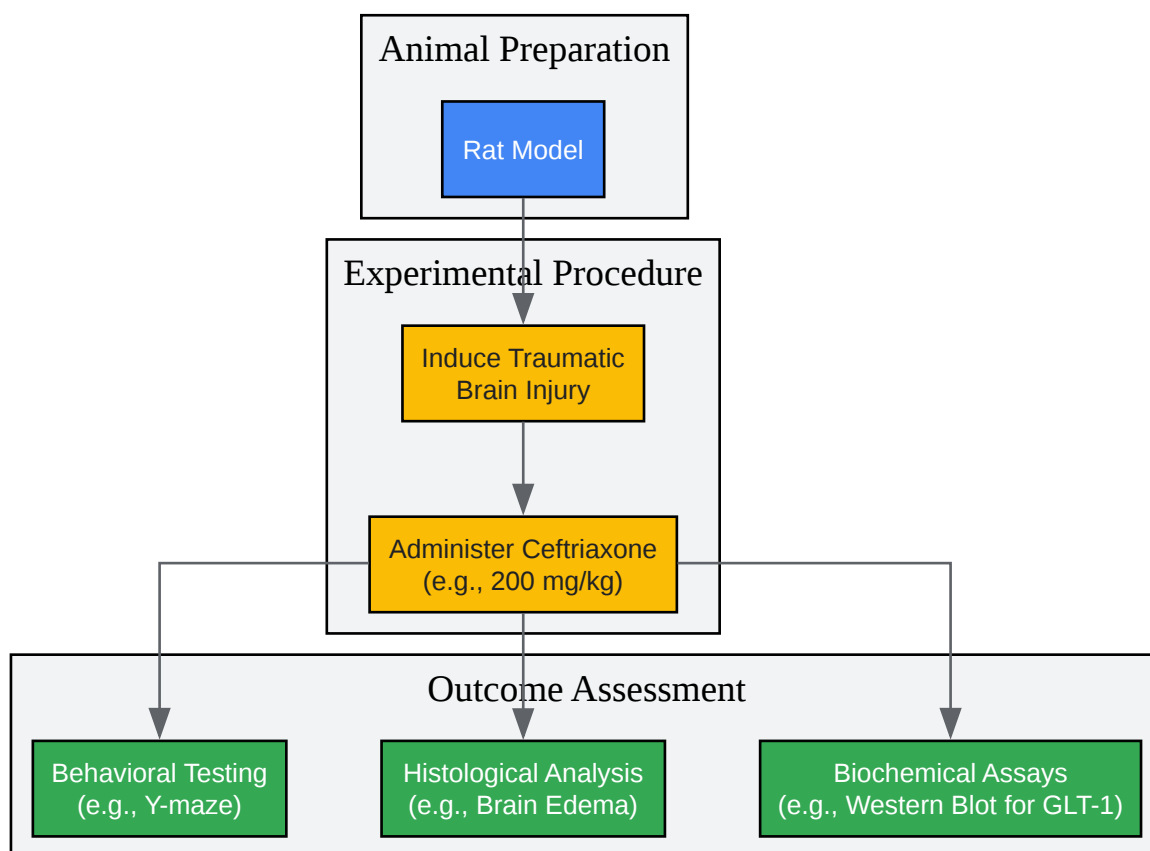 Animal Preparation
Rat Model
Experimental Procedure
Induce Traumatic
Brain Injury
Administer Ceftriaxone
(e.g., 200 mg/kg)
Outcome Assessment
Behavioral Testing
(e.g., Y-maze)
Histological Analysis
(e.g., Brain Edema)
Biochemical Assays
(e.g., Western Blot for GLT-1)